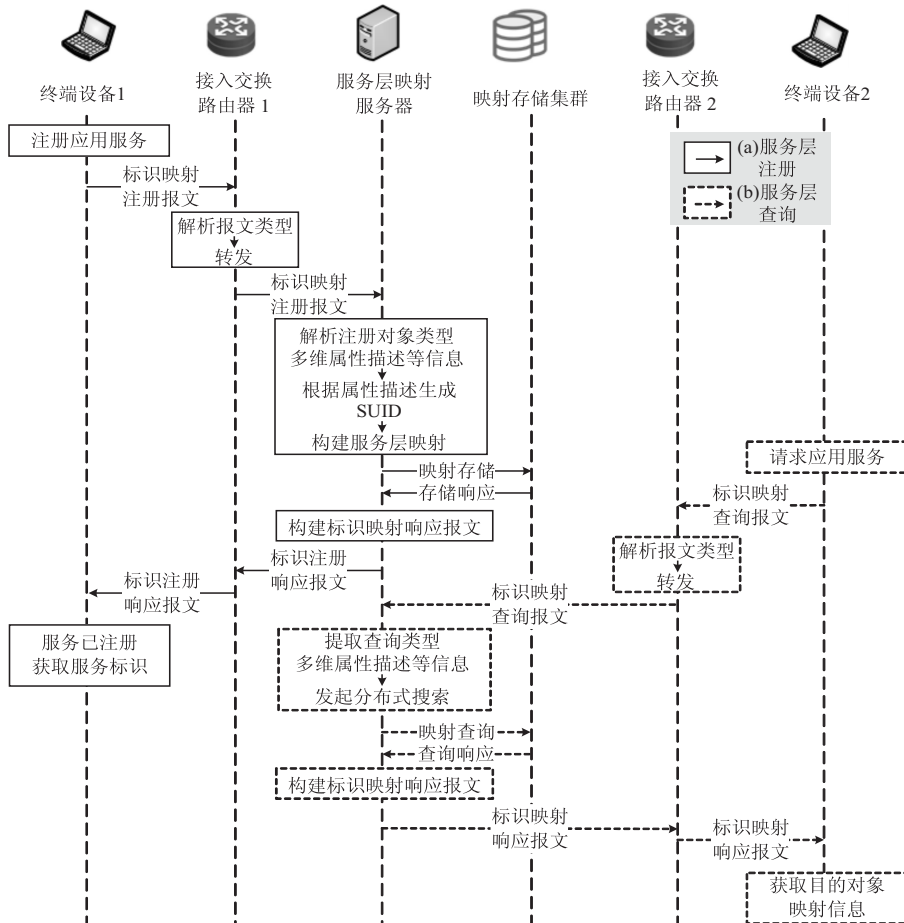 终端设备1
接入交换
路由器 1
服务层映射
服务器
映射存储集群
接入交换
路由器 2
终端设备2
注册应用服务
(a)服务层
注册
(b)服务层
查询
标识映射
注册报文
解析报文类型
转发
标识映射
注册报文
解析注册对象类型
多维属性描述等信息
根据属性描述生成
SUID
构建服务层映射
请求应用服务
映射存储
存储响应
标识映射
查询报文
构建标识映射响应报文
解析报文类型
转发
标识注册
响应报文
标识注册
响应报文
标识映射
查询报文
服务已注册
获取服务标识
提取查询类型
多维属性描述等信息
发起分布式搜索
映射查询
查询响应
构建标识映射响应报文
标识映射
响应报文
标识映射
响应报文
获取目的对象
映射信息